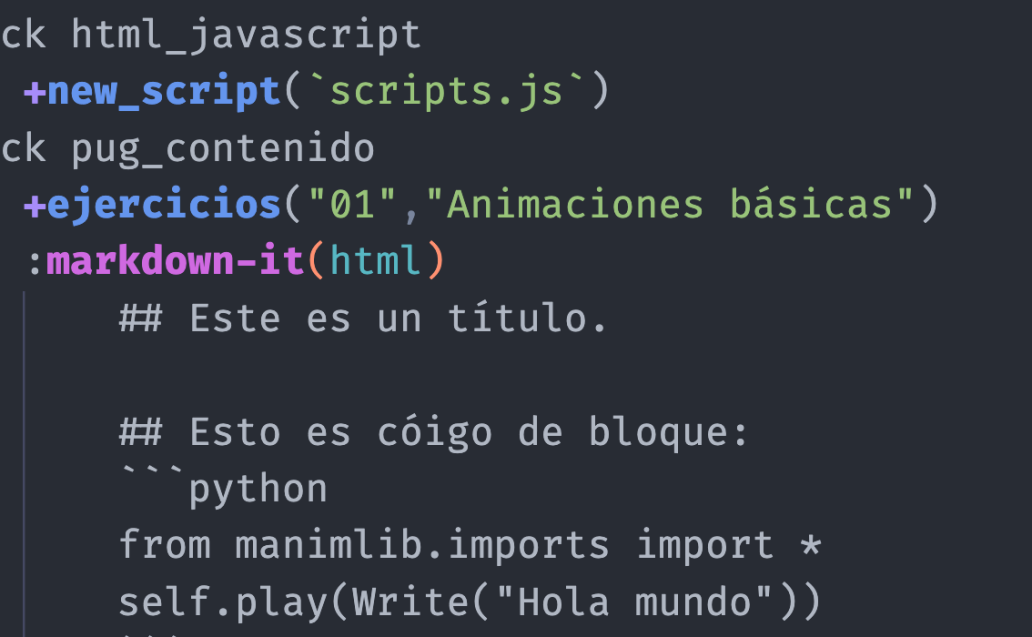 ck html_javascript
+new_script(`scripts.js`)
ck pug_contenido
+ejercicios("01","Animaciones básicas")
:markdown-it(html)
## Este es un título.
## Esto es cóigo de bloque:
```python
from manimlib.imports import *
self.play(Write("Hola mundo"))
```